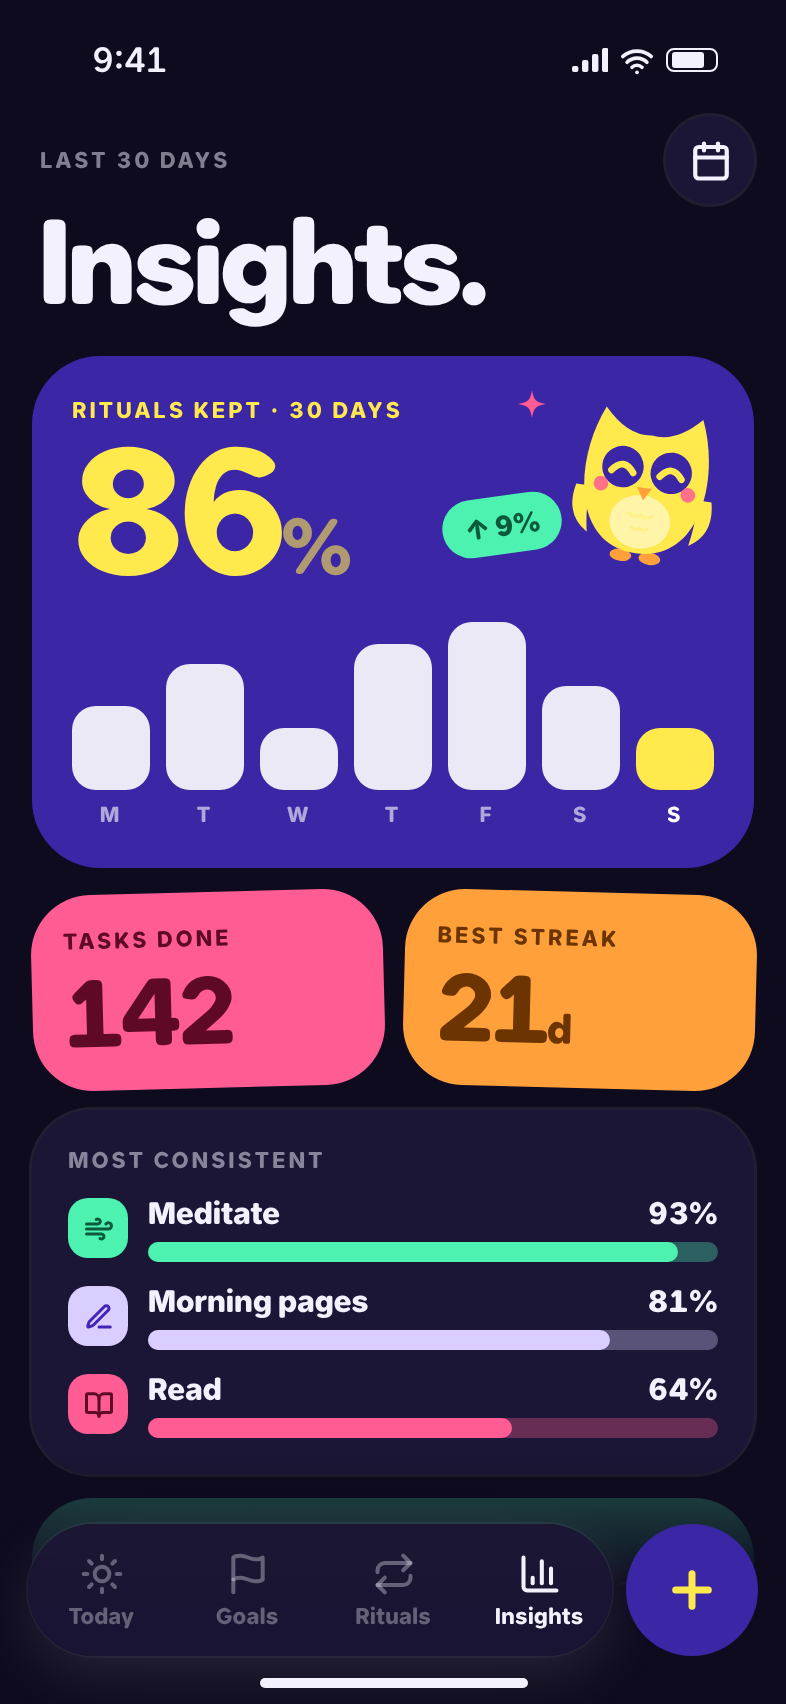 9:41
LAST 30 DAYS
Insights.
RITUALS KEPT · 30 DAYS
86%
↑ 9%
M T W T F S S
TASKS DONE
142
BEST STREAK
21d
MOST CONSISTENT
Meditate 93%
Morning pages 81%
Read 64%
Today Goals Rituals Insights